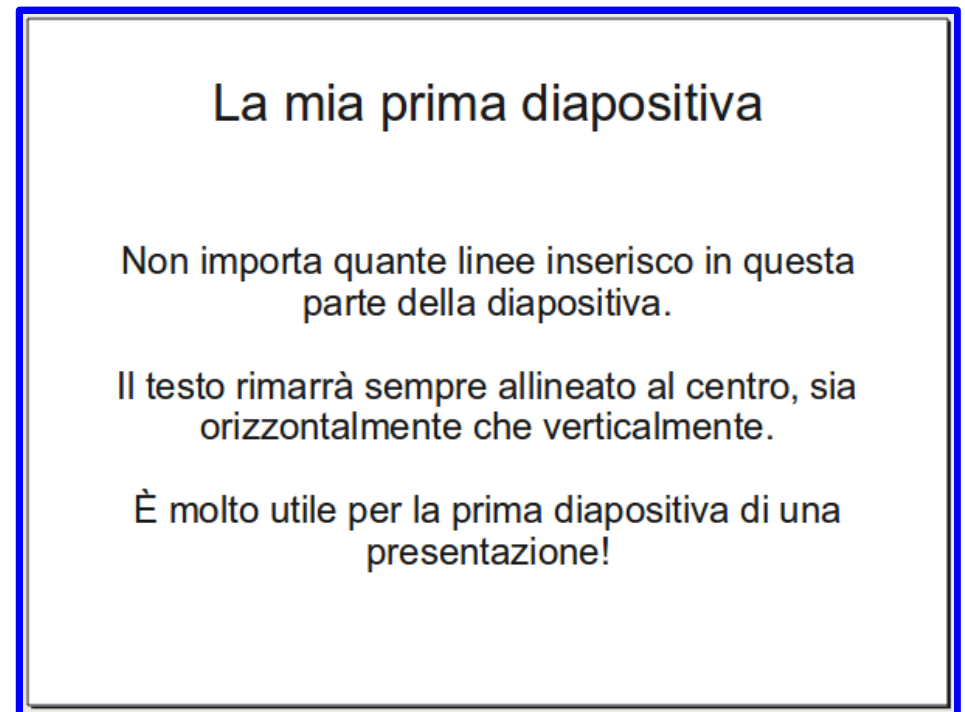 La mia prima diapositiva
Non importa quante linee inserisco in questa
parte della diapositiva.
Il testo rimarrà sempre allineato al centro, sia
orizzontalmente che verticalmente.
È molto utile per la prima diapositiva di una
presentazione!